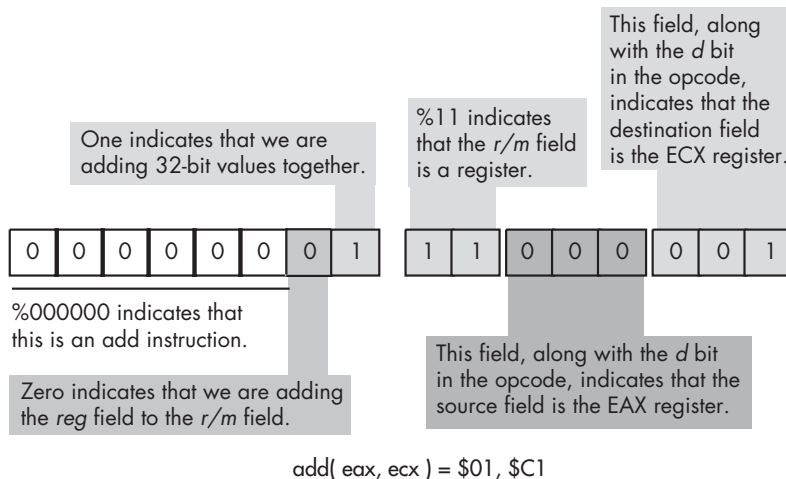 This field, along
with the d bit
in the opcode,
indicates that the
destination field
is the ECX register.
%11 indicates
that the r/m field
is a register.
One indicates that we are
adding 32-bit values together.
0 0 0 0 0 0 0 1 1 1 0 0 0 0 0 1
%000000 indicates that
this is an add instruction.
Zero indicates that we are adding
the reg field to the r/m field.
This field, along with the d bit
in the opcode, indicates that the
source field is the EAX register.
add( eax, ecx ) = $01, $C1